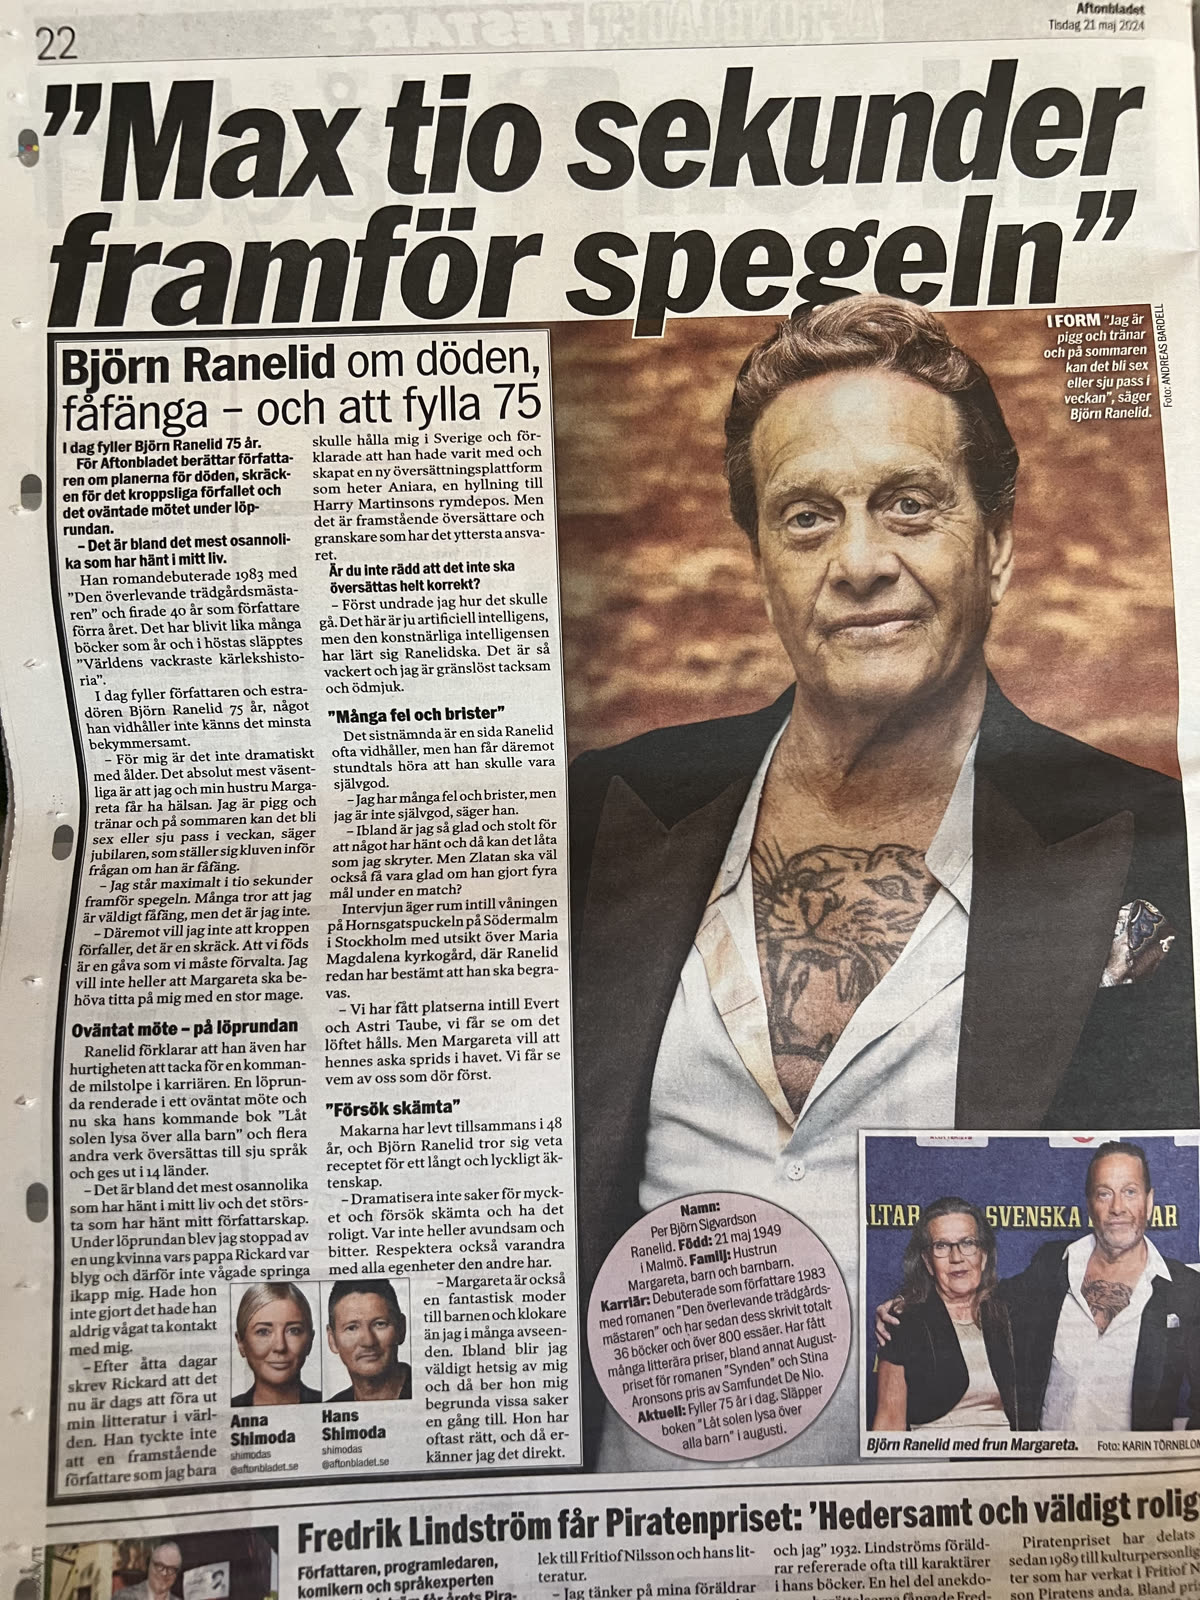 22
Aftonbladet
Tisdag 21 maj 2024
”Max tio sekunder
framför spegeln”
Björn Ranelid om döden,
fåfänga – och att fylla 75
I dag fyller Björn Ranelid 75 år.
För Aftonbladet berättar författa-
ren om planerna för döden, skräck-
en för det kroppsliga förfallet och
det oväntade mötet under löp-
rundan.
– Det är bland det mest osannoli-
ka som har hänt i mitt liv.
Han romandebuterade 1983 med
”Den överlevande trädgårdsmästa-
ren” och firade 40 år som författare
förra året. Det har blivit lika många
böcker som år och i höstas släpptes
”Världens vackraste kärlekshisto-
ria”.
I dag fyller författaren och estra-
dören Björn Ranelid 75 år, något
han vidhåller inte känns det minsta
bekymmersamt.
– För mig är det inte dramatiskt
med ålder. Det absolut mest väsent-
liga är att jag och min hustru Marga-
reta får ha hälsan. Jag är pigg och
tränar och på sommaren kan det bli
sex eller sju pass i veckan, säger
jubilaren, som ställer sig kluven inför
frågan om han är fåfäng.
– Jag står maximalt i tio sekunder
framför spegeln. Många tror att jag
är väldigt fåfäng, men det är jag inte.
– Däremot vill jag inte att kroppen
förfaller, det är en skräck. Att vi föds
är en gåva som vi måste förvalta. Jag
vill inte heller att Margareta ska be-
höva titta på mig med en stor mage.
Oväntat möte – på löprundan
Ranelid förklarar att han även har
hurtigheten att tacka för en komman-
de milstolpe i karriären. En löprun-
da renderade i ett oväntat möte och
nu ska hans kommande bok ”Låt
solen lysa över alla barn” och flera
andra verk översättas till sju språk
och ges ut i 14 länder.
– Det är bland det mest osannolika
som har hänt i mitt liv och det störs-
ta som har hänt mitt författarskap.
Under löprundan blev jag stoppad av
en ung kvinna vars pappa Rickard var
blyg och därför inte vågade springa
ikapp mig. Hade hon
inte gjort det hade han
aldrig vågat ta kontakt
med mig.
– Efter åtta dagar
skrev Rickard att det
nu är dags att föra ut
min litteratur i värl-
den. Han tyckte inte
att en framstående
författare som jag bara
skulle hålla mig i Sverige och för-
klarade att han hade varit med och
skapat en ny översättningsplattform
som heter Aniara, en hyllning till
Harry Martinsons rymdepos. Men
det är framstående översättare och
granskare som har det yttersta ansva-
ret.
Är du inte rädd att det inte ska
översättas helt korrekt?
– Först undrade jag hur det skulle
gå. Det här är ju artificiell intelligens,
men den konstnärliga intelligensen
har lärt sig Ranelidska. Det är så
vackert och jag är gränslöst tacksam
och ödmjuk.
”Många fel och brister”
Det sistnämnda är en sida Ranelid
ofta vidhåller, men han får däremot
stundtals höra att han skulle vara
självgod.
– Jag har många fel och brister, men
jag är inte självgod, säger han.
– Ibland är jag så glad och stolt för
att något har hänt och då kan det låta
som jag skryter. Men Zlatan ska väl
också få vara glad om han gjort fyra
mål under en match?
Intervjun äger rum intill våningen
på Hornsgatspuckeln på Södermalm
i Stockholm med utsikt över Maria
Magdalena kyrkogård, där Ranelid
redan har bestämt att han ska begra-
vas.
– Vi har fått platserna intill Evert
och Astri Taube, vi får se om det
löftet hålls. Men Margareta vill att
hennes aska sprids i havet. Vi får se
vem av oss som dör först.
”Försök skämta”
Makarna har levt tillsammans i 48
år, och Björn Ranelid tror sig veta
receptet för ett långt och lyckligt äk-
tenskap.
– Dramatisera inte saker för myck-
et och försök skämta och ha det
roligt. Var inte heller avundsam och
bitter. Respektera också varandra
med alla egenheter den andre har.
– Margareta är också
en fantastisk moder
till barnen och klokare
än jag i många avseen-
den. Ibland blir jag
väldigt hetsig av mig
och då ber hon mig
begrunda vissa saker
en gång till. Hon har
oftast rätt, och då er-
känner jag det direkt.
Anna
Shimoda
shimodas
@aftonbladet.se
Hans
Shimoda
shimodas
@aftonbladet.se
I FORM ”Jag är
pigg och tränar
och på sommaren
kan det bli sex
eller sju pass i
veckan”, säger
Björn Ranelid.
Foto: ANDREAS BARDELL
Namn:
Per Björn Sigvardson
Ranelid. Född: 21 maj 1949
i Malmö. Familj: Hustrun
Margareta, barn och barnbarn.
Karriär: Debuterade som författare 1983
med romanen ”Den överlevande trädgårds-
mästaren” och har sedan dess skrivit totalt
36 böcker och över 800 essäer. Har fått
många litterära priser, bland annat August-
priset för romanen ”Synden” och Stina
Aronsons pris av Samfundet De Nio.
Aktuell: Fyller 75 år i dag. Släpper
boken ”Låt solen lysa över
alla barn” i augusti.
LTAR SVENSKA AR
Björn Ranelid med frun Margareta. Foto: KARIN TÖRNBLOM
Fredrik Lindström får Piratenpriset: ’Hedersamt och väldigt rolig
Författaren, programledaren,
komikern och språkexperten
lek till Fritiof Nilsson och hans lit-
teratur.
– Jag tänker på mina föräldrar
och jag” 1932. Lindströms föräld-
rar refererade ofta till karaktärer
i hans böcker. En hel del anekdo-
Piratenpriset har delats
sedan 1989 till kulturpersonlig
ter som har verkat i Fritiof N
son Piratens anda. Bland pri